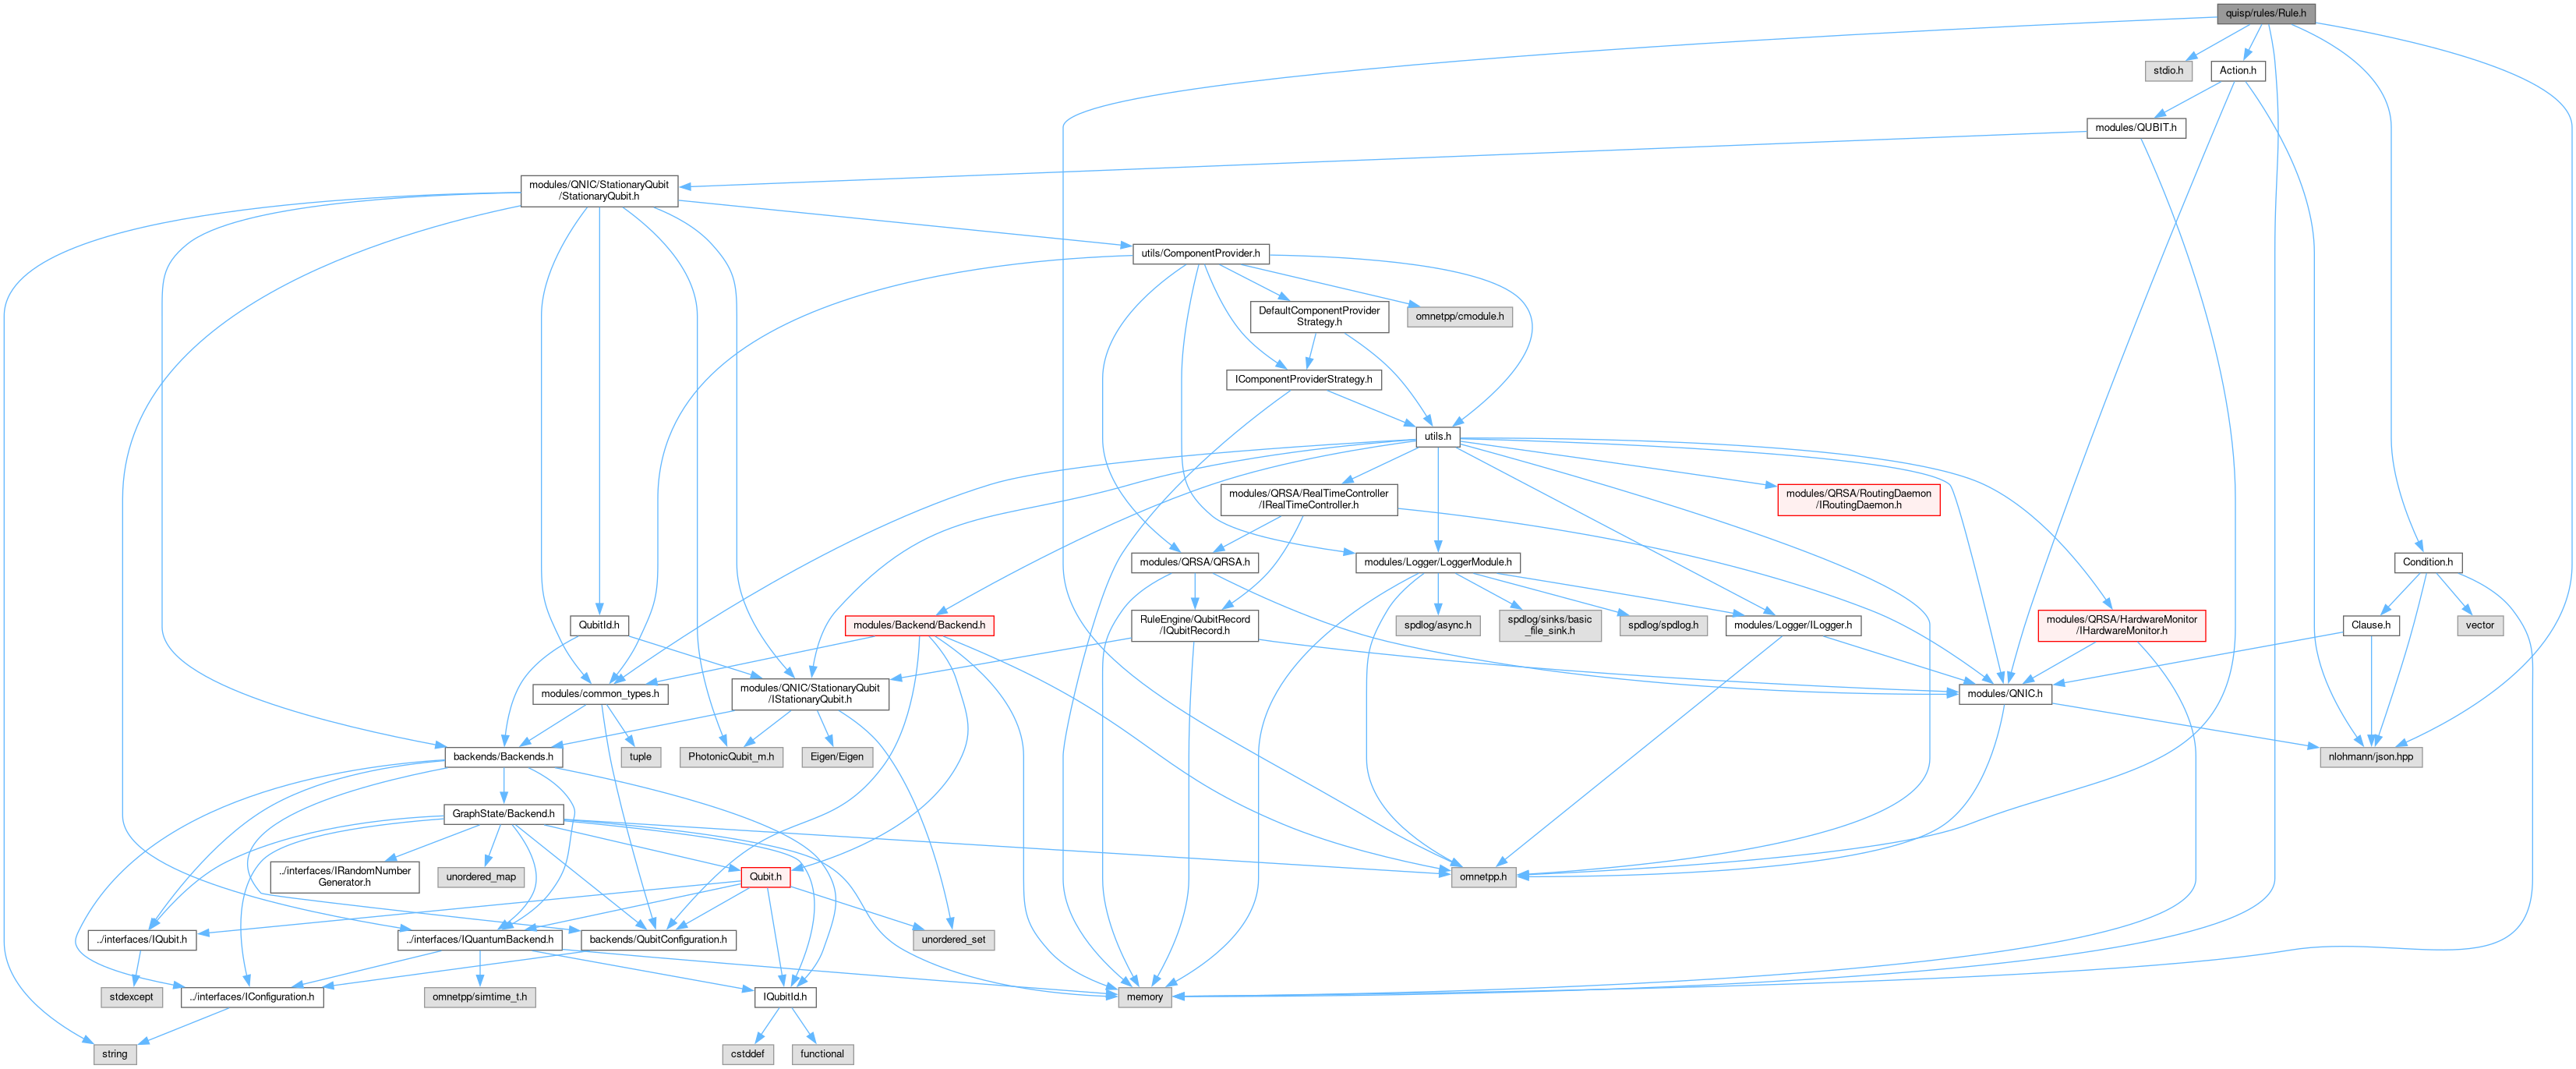 quisp/rules/Rule.h
stdio.h
Action.h
modules/QUBIT.h
modules/QNIC/StationaryQubit
/StationaryQubit.h
utils/ComponentProvider.h
DefaultComponentProvider
Strategy.h
omnetpp/cmodule.h
IComponentProviderStrategy.h
utils.h
modules/QRSA/RealTimeController
/IRealTimeController.h
modules/QRSA/RoutingDaemon
/IRoutingDaemon.h
modules/QRSA/QRSA.h
modules/Logger/LoggerModule.h
Condition.h
QubitId.h
modules/Backend/Backend.h
RuleEngine/QubitRecord
/IQubitRecord.h
spdlog/async.h
spdlog/sinks/basic
_file_sink.h
spdlog/spdlog.h
modules/Logger/ILogger.h
modules/QRSA/HardwareMonitor
/IHardwareMonitor.h
Clause.h
vector
modules/common_types.h
modules/QNIC/StationaryQubit
/IStationaryQubit.h
modules/QNIC.h
backends/Backends.h
tuple
PhotonicQubit_m.h
Eigen/Eigen
nlohmann/json.hpp
GraphState/Backend.h
../interfaces/IRandomNumber
Generator.h
unordered_map
Qubit.h
omnetpp.h
../interfaces/IQubit.h
../interfaces/IQuantumBackend.h
backends/QubitConfiguration.h
unordered_set
stdexcept
../interfaces/IConfiguration.h
omnetpp/simtime_t.h
IQubitId.h
memory
string
cstddef
functional